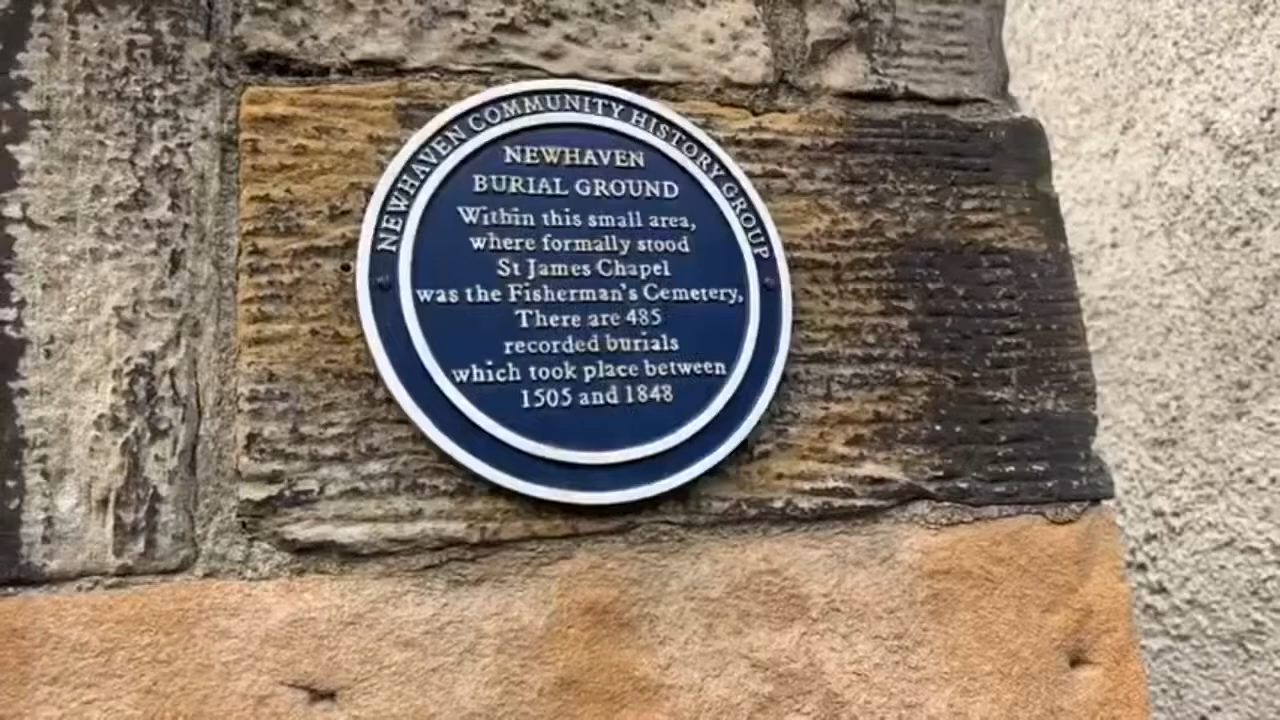 NEWHAVEN COMMUNITY HISTORY GROUP
NEWHAVEN
BURIAL GROUND
Within this small area,
where formally stood
St James Chapel
was the Fisherman's Cemetery,
There are 485
recorded burials
which took place between
1505 and 1848